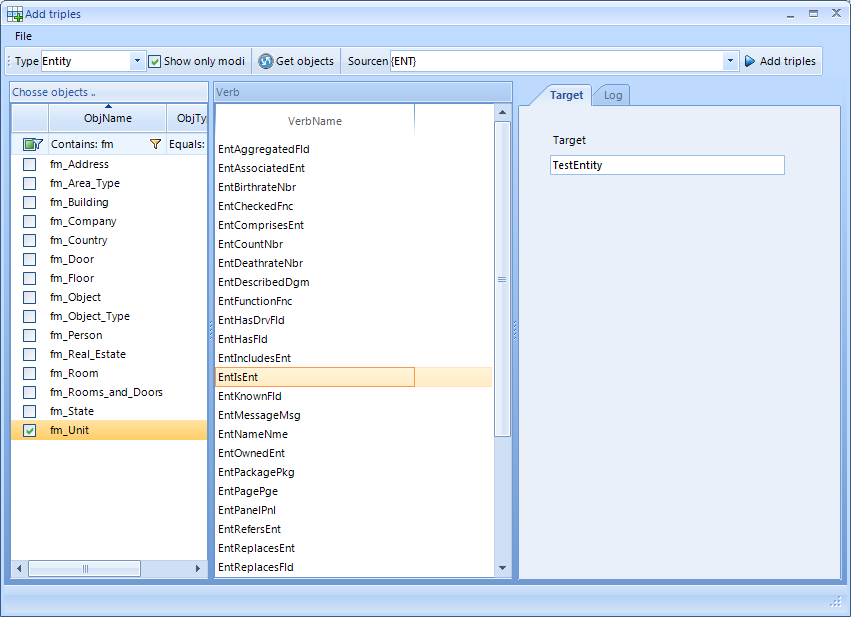 Add triples
File
Type Entity Show only modi Get objects Sourcen {ENT} Add triples
Chosse objects ..
ObjName ObjTy
Contains: fm Equals:
fm_Address
fm_Area_Type
fm_Building
fm_Company
fm_Country
fm_Door
fm_Floor
fm_Object
fm_Object_Type
fm_Person
fm_Real_Estate
fm_Room
fm_Rooms_and_Doors
fm_State
fm_Unit
Verb
VerbName
EntAggregatedFld
EntAssociatedEnt
EntBirthrateNbr
EntCheckedFnc
EntComprisesEnt
EntCountNbr
EntDeathrateNbr
EntDescribedDgm
EntFunctionFnc
EntHasDrvFld
EntHasFld
EntIncludesEnt
EntIsEnt
EntKnownFld
EntMessageMsg
EntNameNme
EntOwnedEnt
EntPackagePkg
EntPagePge
EntPanelPnl
EntRefersEnt
EntReplacesEnt
EntReplacesFld
Target Log
Target
TestEntity